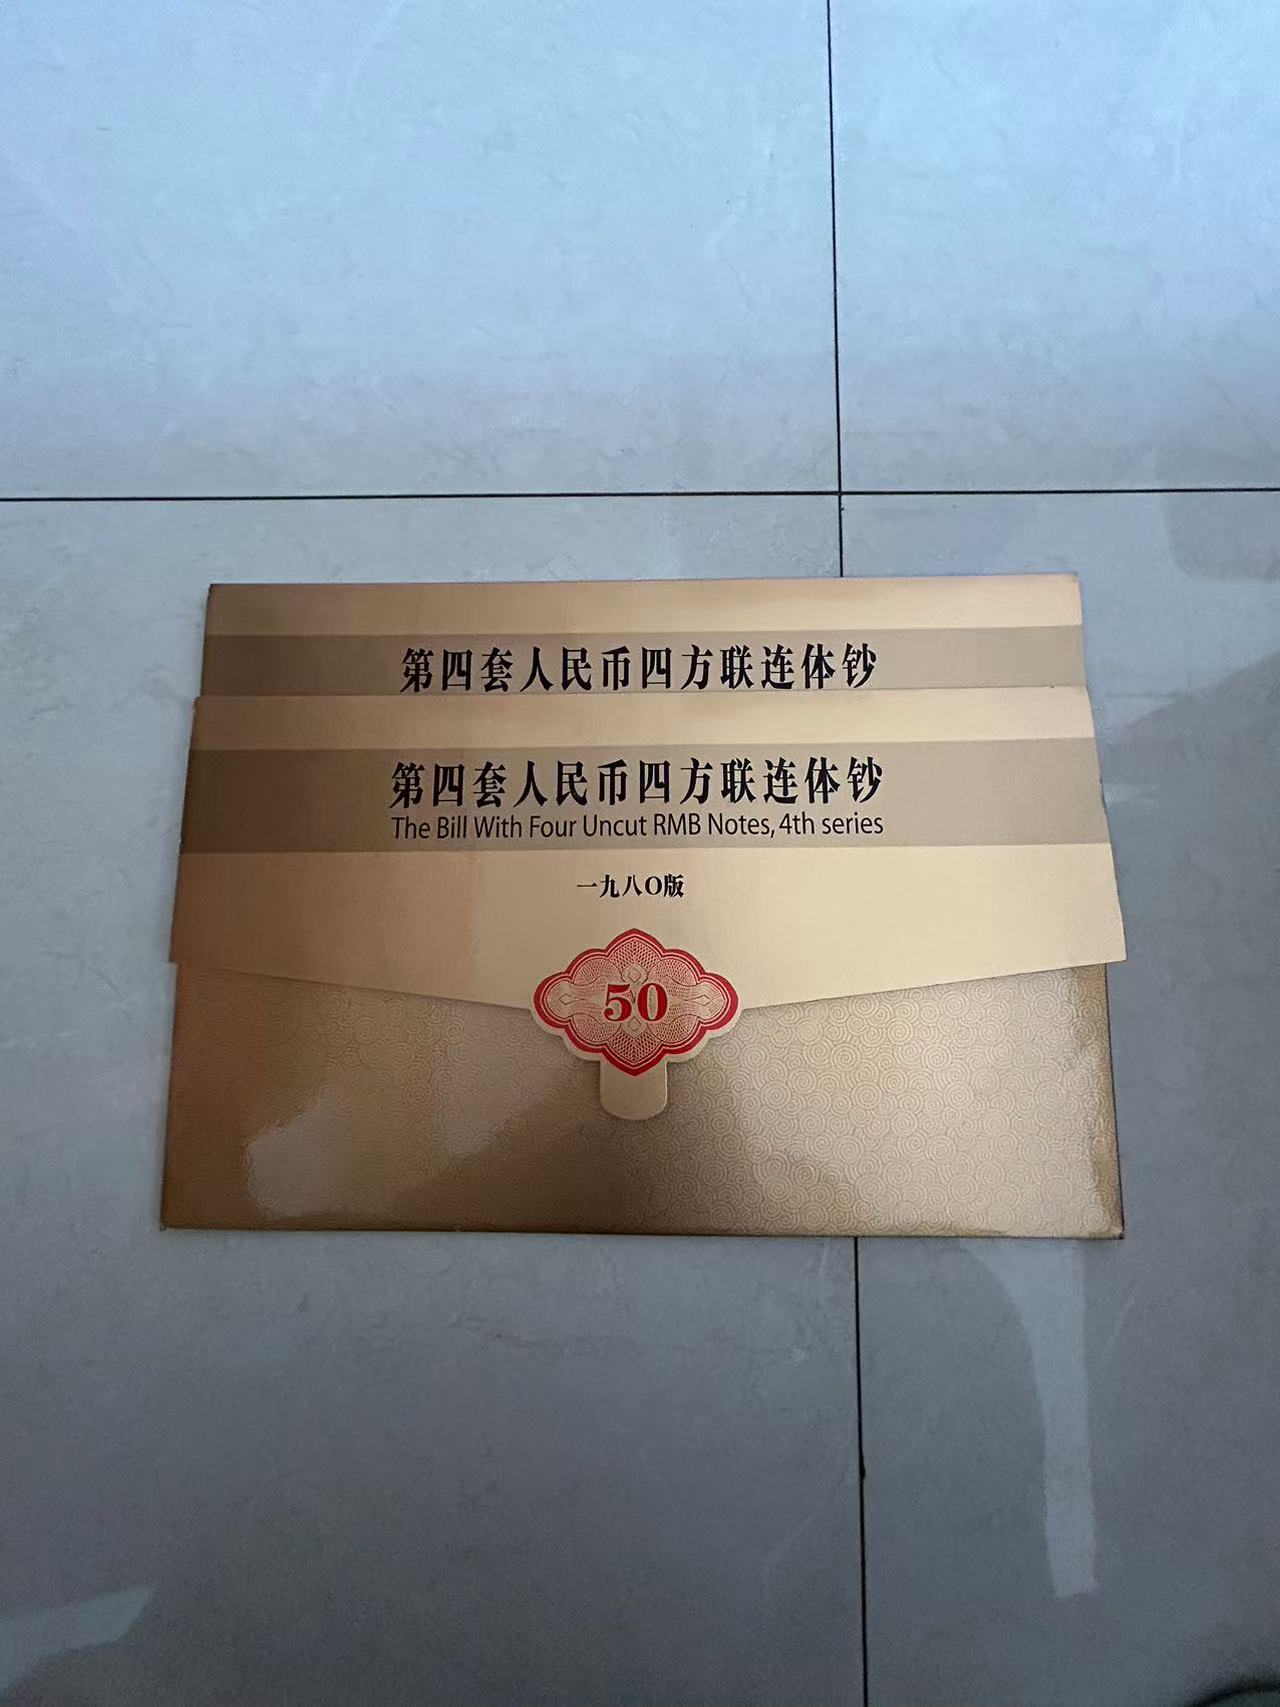 第四套人民币四方联连体钞
第四套人民币四方联连体钞
The Bill With Four Uncut RMB Notes, 4th series
一九八〇版
50